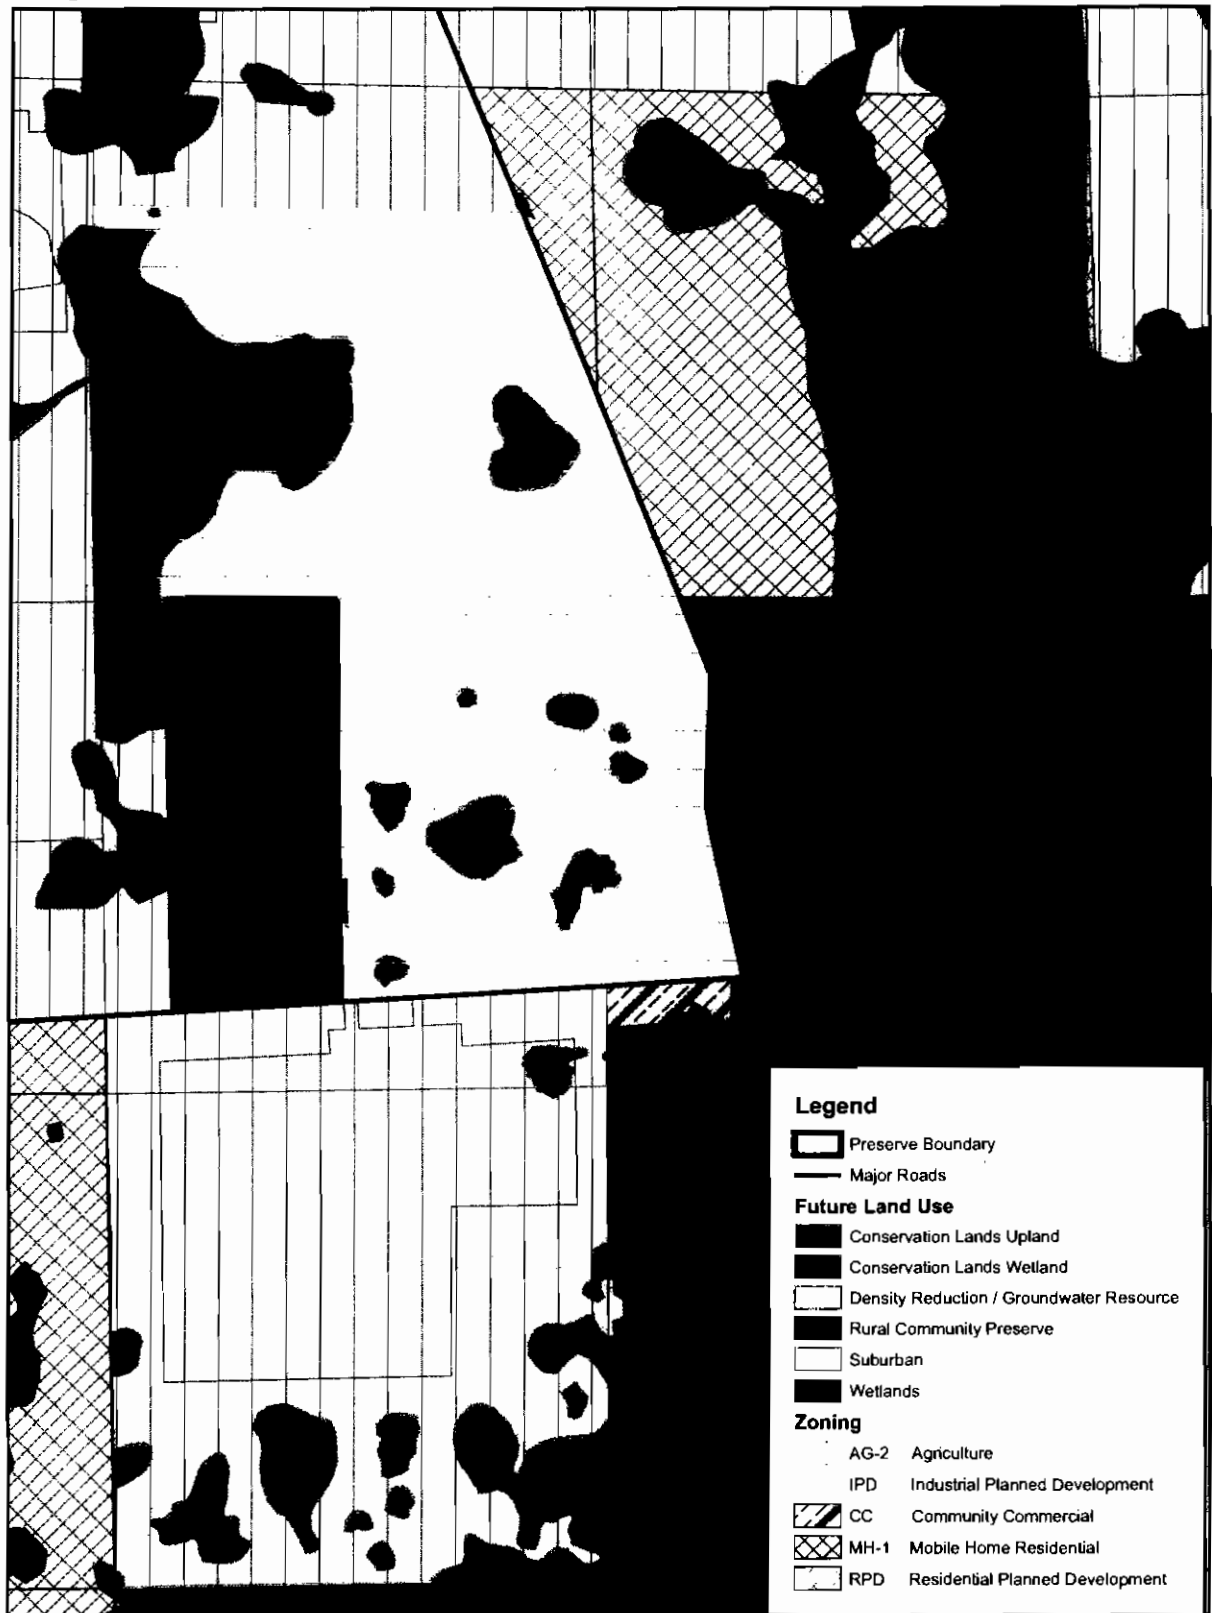 Legend
Preserve Boundary
Major Roads
Future Land Use
Conservation Lands Upland
Conservation Lands Wetland
Density Reduction / Groundwater Resource
Rural Community Preserve
Suburban
Wetlands
Zoning
AG-2 Agriculture
IPD Industrial Planned Development
CC Community Commercial
MH-1 Mobile Home Residential
RPD Residential Planned Development